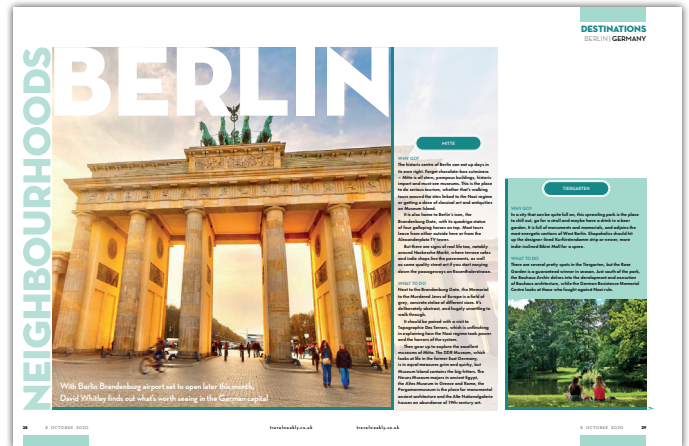 DESTINATIONS
BERLIN | GERMANY
NEIGHBOURHOODS
BERLIN
With Berlin Brandenburg airport set to open later this month,
David Whitley finds out what's worth seeing in the German capital
MITTE
WHY GO?
The historic centre of Berlin can eat up days in
its own right. Forget chocolate-box cuteness
– Mitte is all stern, pompous buildings, historic
import and must-see museums. This is the place
to do serious tourism, whether that's walking
tours around the sites linked to the Nazi regime
or getting a dose of classical art and antiquities
on Museum Island.
It is also home to Berlin's icon, the
Brandenburg Gate, with its quadriga statue
of four galloping horses on top. Most tours
leave from either outside here or from the
Alexanderplatz TV tower.
But there are signs of real life too, notably
around Hackesche Markt, where terrace cafes
and indie shops line the pavements, as well
as some quality street art if you start nosying
down the passageways on Rosenthalerstrasse.
WHAT TO DO
Next to the Brandenburg Gate, the Memorial
to the Murdered Jews of Europe is a field of
grey, concrete statues of different sizes. It's
deliberately abstract, and hugely unsettling to
walk through.
It should be paired with a visit to
Topographie Des Terrors, which is unflinching
in explaining how the Nazi regime took power
and the horrors of the system.
Then gear up to explore the excellent
museums of Mitte. The DDR Museum, which
looks at life in the former East Germany,
is in equal measures grim and quirky, but
Museum Island contains the big-hitters. The
Neues Museum majors in ancient Egypt,
the Altes Museum in Greece and Rome, the
Pergamonmuseum is the place for monumental
ancient architecture and the Alte Nationalgalerie
houses an abundance of 19th-century art.
TIERGARTEN
WHY GO?
In a city that can be quite full on, this sprawling park is the place
to chill out, go for a stroll and maybe have a drink in a beer
garden. It is full of monuments and memorials, and adjoins the
most energetic sections of West Berlin. Shopaholics should hit
up the designer-lined Kurfürstendamm strip or newer, more
indie-inclined Bikini Mall for a spree.
WHAT TO DO
There are several pretty spots in the Tiergarten, but the Rose
Garden is a guaranteed winner in season. Just south of the park,
the Bauhaus Archiv delves into the development and execution
of Bauhaus architecture, while the German Resistance Memorial
Centre looks at those who fought against Nazi rule.
28 8 OCTOBER 2020 travelweekly.co.uk
travelweekly.co.uk 8 OCTOBER 2020 29